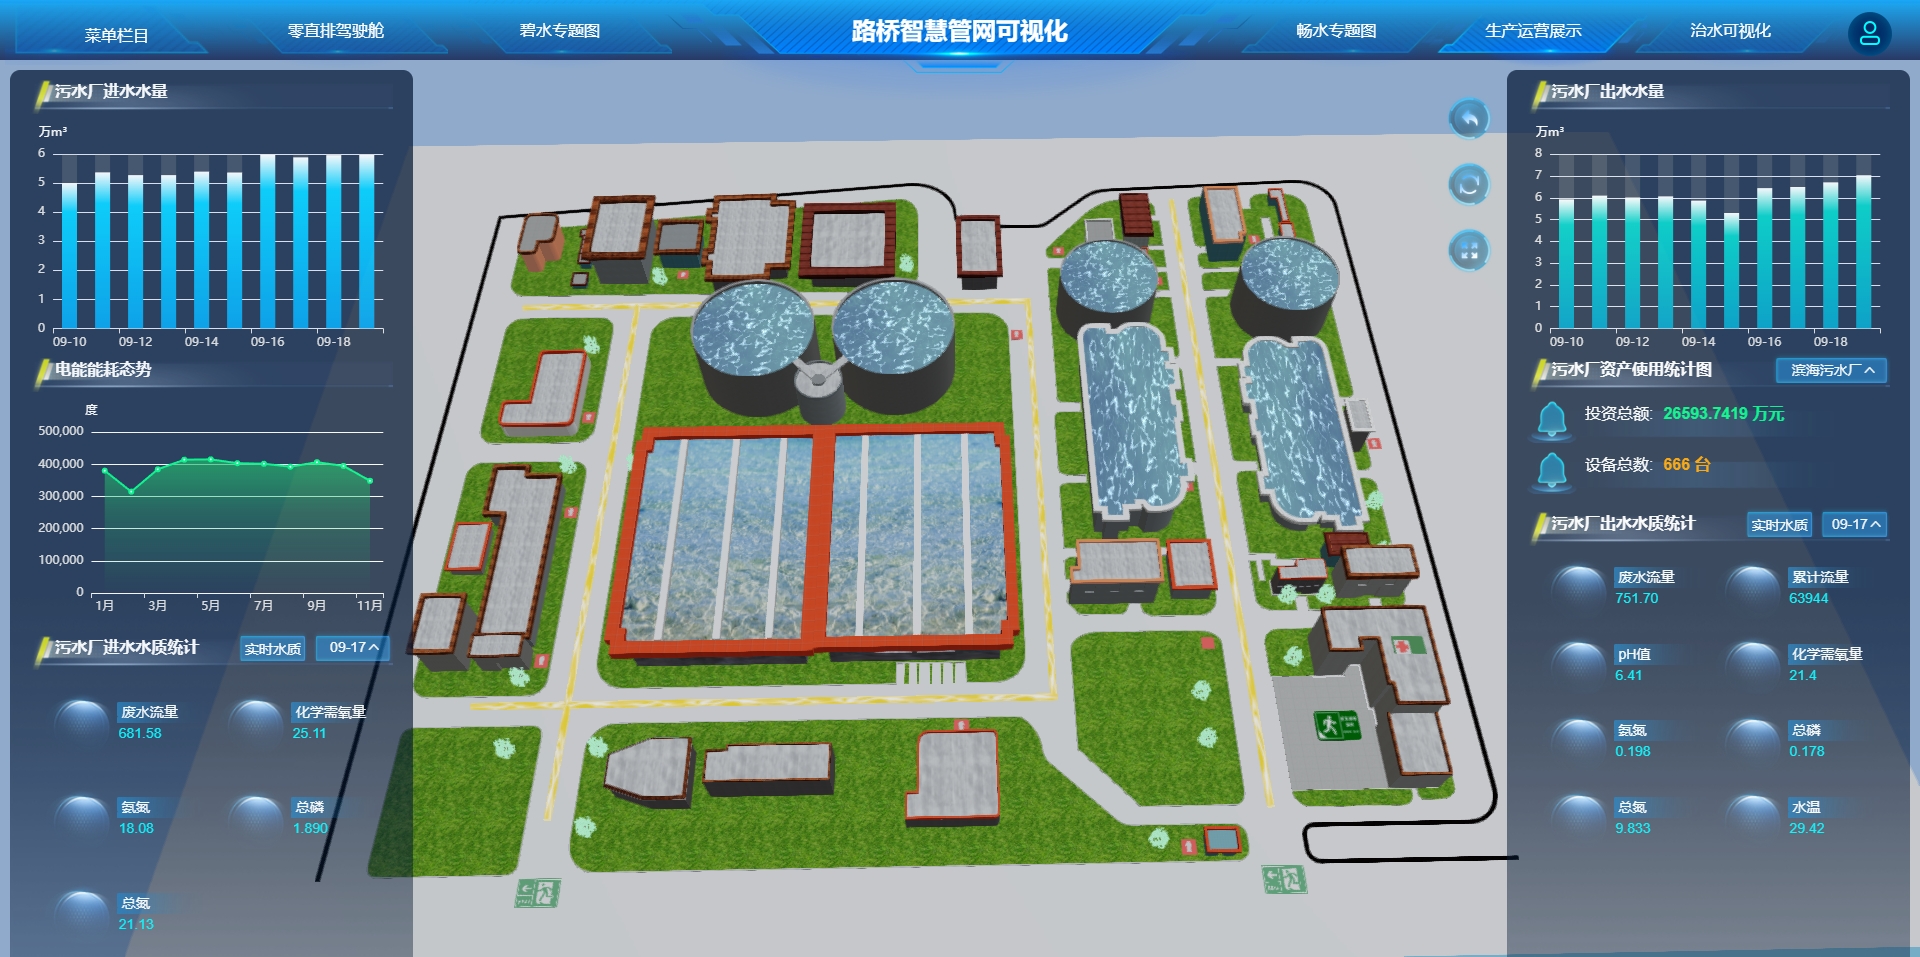 菜单栏目
零直排驾驶舱
碧水专题图
路桥智慧管网可视化
畅水专题图
生产运营展示
治水可视化
污水厂进水水量
万m³
6
5
4
3
2
1
0
09-10 09-12 09-14 09-16 09-18
电能能耗态势
度
500,000
400,000
300,000
200,000
100,000
0
1月 3月 5月 7月 9月 11月
污水厂进水水质统计 实时水质 09-17
废水流量 化学需氧量
681.58 25.11
氨氮 总磷
18.08 1.890
总氮
21.13
污水厂出水水量
万m³
8
7
6
5
4
3
2
1
0
09-10 09-12 09-14 09-16 09-18
污水厂资产使用统计图 滨海污水厂
投资总额: 26593.7419 万元
设备总数: 666 台
污水厂出水水质统计 实时水质 09-17
废水流量 累计流量
751.70 63944
pH值 化学需氧量
6.41 21.4
氨氮 总磷
0.198 0.178
总氮 水温
9.833 29.42